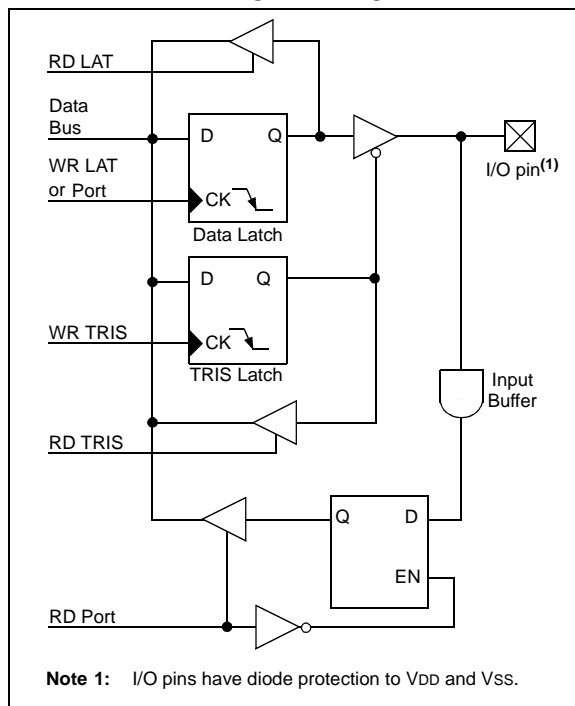 RD LAT
Data
Bus
D
Q
WR LAT
or Port
CK
I/O pin(1)
Data Latch
D
Q
WR TRIS
CK
TRIS Latch
Input
Buffer
RD TRIS
Q
D
EN
RD Port
Note 1: I/O pins have diode protection to VDD and VSS.